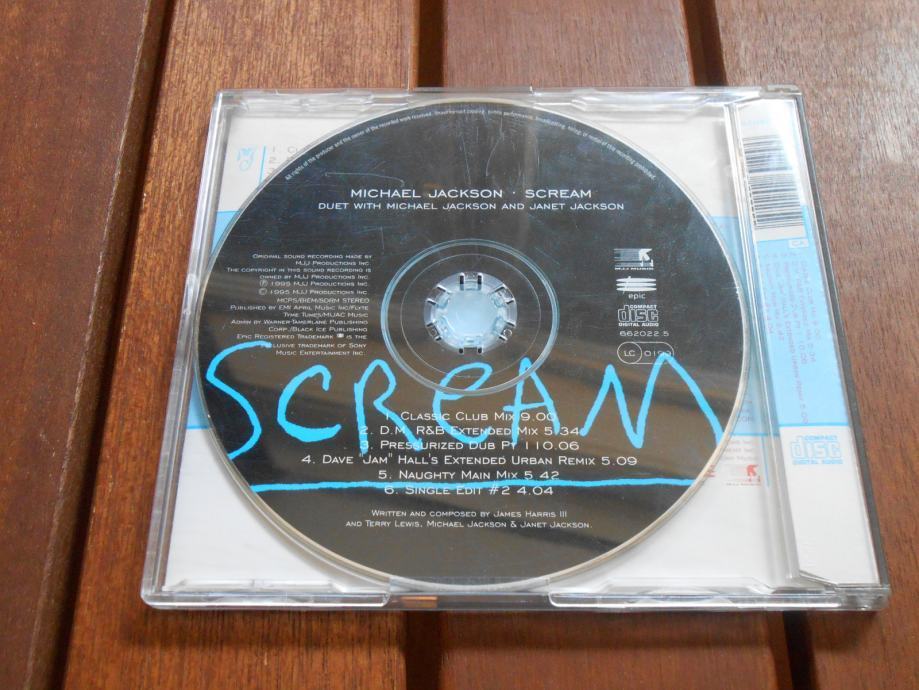 All rights of the producer and the owner of the recorded work reserved. Unauthorised copying, public performance, broadcasting, hiring or rental of this recording prohibited.
MICHAEL JACKSON · SCREAM
DUET WITH MICHAEL JACKSON AND JANET JACKSON
ORIGINAL SOUND RECORDING MADE BY
MJJ PRODUCTIONS INC
THE COPYRIGHT IN THIS SOUND RECORDING IS
OWNED BY MJJ PRODUCTIONS INC.
Ⓟ 1995 MJJ PRODUCTIONS INC.
© 1995 MJJ PRODUCTIONS INC
MCPS/BIEM/SDRM STEREO
PUBLISHED BY EMI APRIL MUSIC INC/FLYTE
TYME TUNES/MIJAC MUSIC
ADMIN BY WARNER-TAMERLANE PUBLISHING
CORP./BLACK ICE PUBLISHING
EPIC REGISTERED TRADEMARK IS THE
EXCLUSIVE TRADEMARK OF SONY
MUSIC ENTERTAINMENT INC.
MJJ MUSIC
epic
COMPACT
disc
DIGITAL AUDIO
662022 5
LC 0199
SCREAM
1. CLASSIC CLUB MIX 9.00
2. D.M. R&B EXTENDED MIX 5.34
3. PRESSURIZED DUB PT. 1 10.06
4. DAVE "JAM" HALL'S EXTENDED URBAN REMIX 5.09
5. NAUGHTY MAIN MIX 5.42
6. SINGLE EDIT #2 4.04
WRITTEN AND COMPOSED BY JAMES HARRIS III
AND TERRY LEWIS, MICHAEL JACKSON & JANET JACKSON.
COMPACT
disc
DIGITAL AUDIO